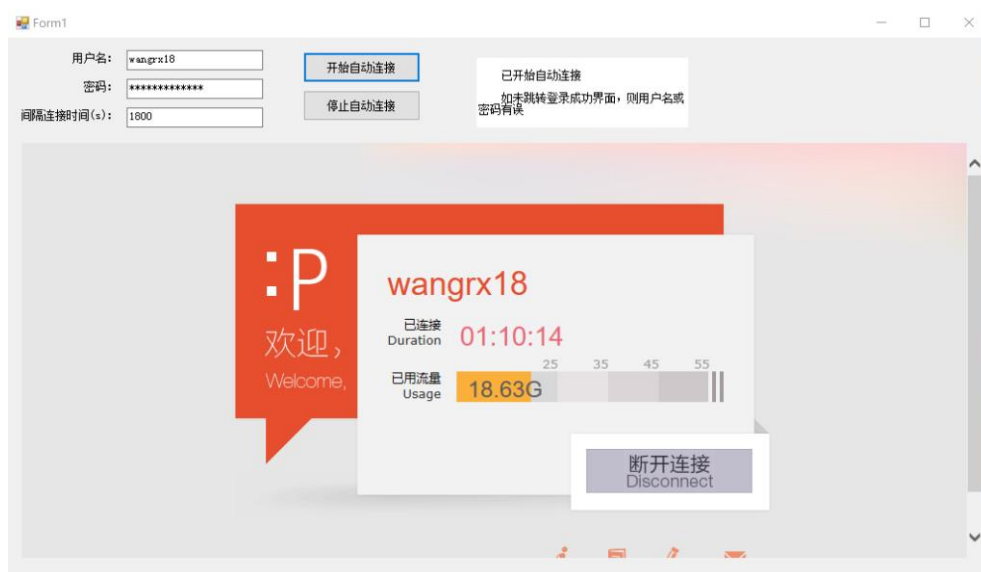 Form1
用户名:
wangrx18
密码:
*************
间隔连接时间(s):
1800
开始自动连接
停止自动连接
已开始自动连接
如未跳转登录成功界面，则用户名或
密码有误
:P
欢迎，
Welcome,
wangrx18
已连接
Duration
01:10:14
25 35 45 55
已用流量
Usage
18.63G
断开连接
Disconnect